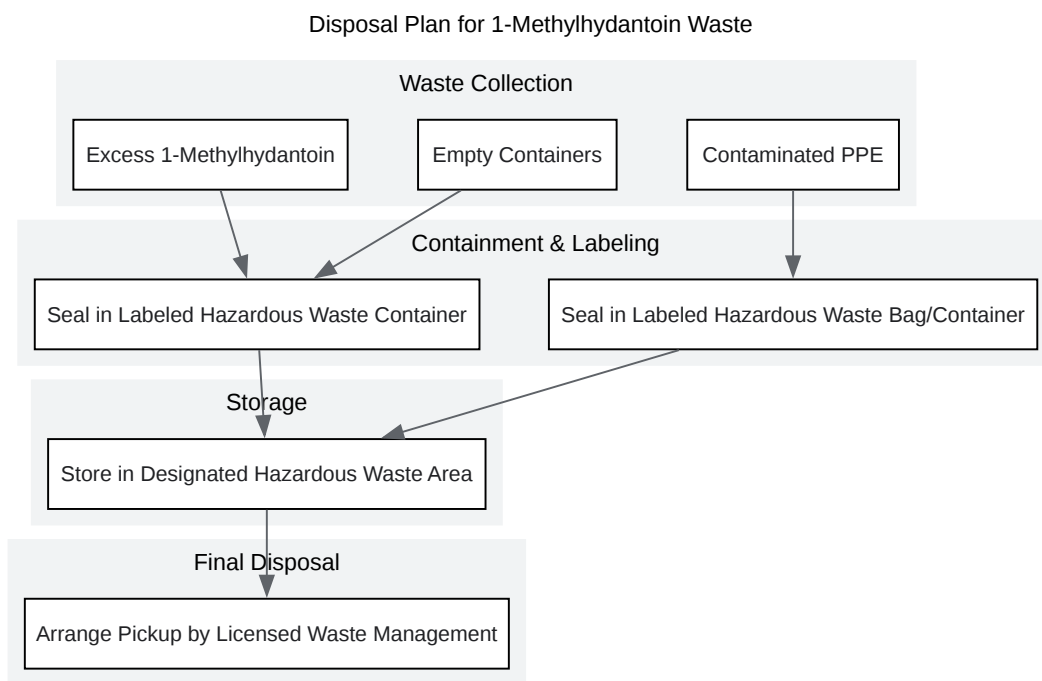 Disposal Plan for 1-Methylhydantoin Waste
Waste Collection
Excess 1-Methylhydantoin
Empty Containers
Contaminated PPE
Containment & Labeling
Seal in Labeled Hazardous Waste Container
Seal in Labeled Hazardous Waste Bag/Container
Storage
Store in Designated Hazardous Waste Area
Final Disposal
Arrange Pickup by Licensed Waste Management